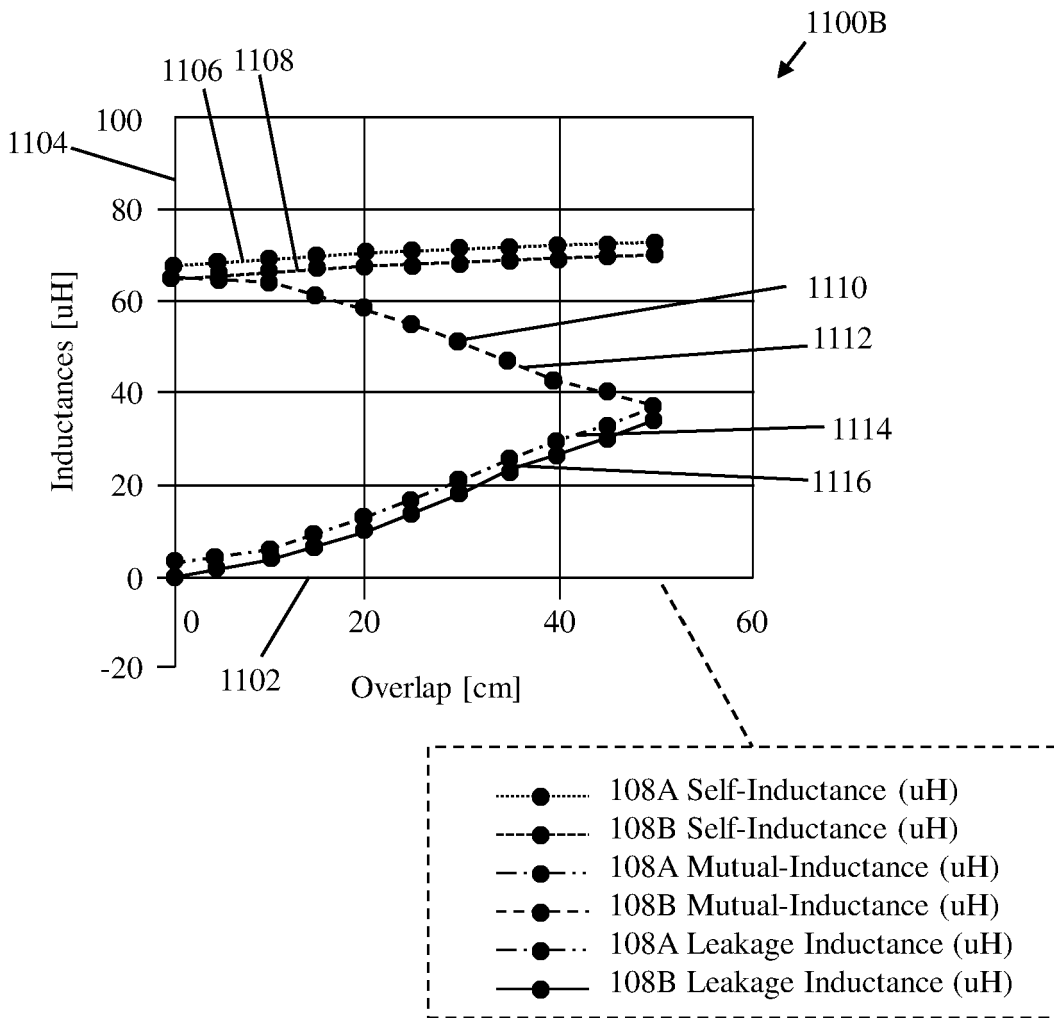 1100B
1106
1108
1104
100
80
60
40
20
0
-20
Inductances [uH]
1110
1112
1114
1116
0
20
40
60
1102
Overlap [cm]
108A Self-Inductance (uH)
108B Self-Inductance (uH)
108A Mutual-Inductance (uH)
108B Mutual-Inductance (uH)
108A Leakage Inductance (uH)
108B Leakage Inductance (uH)